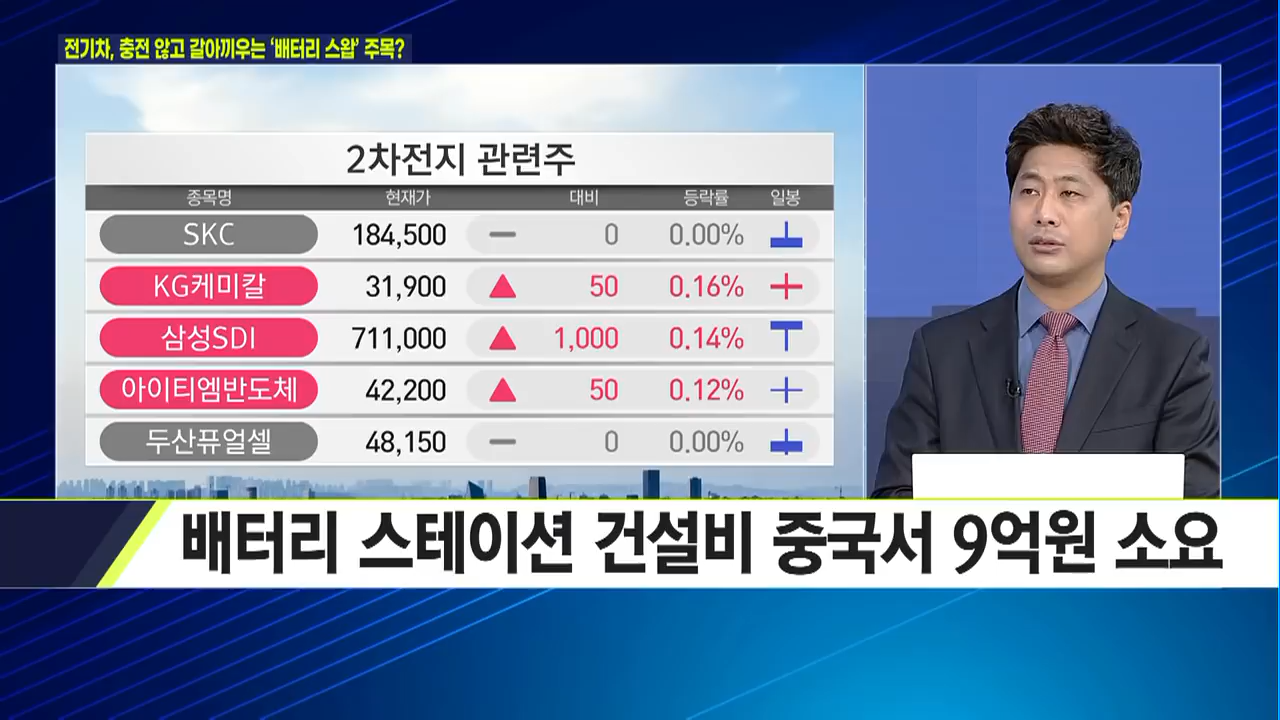 전기차, 충전 않고 갈아끼우는 '배터리 스왑' 주목?
2차전지 관련주
종목명 현재가 대비 등락률 일봉
SKC 184,500 0 0.00%
KG케미칼 31,900 ▲ 50 0.16%
삼성SDI 711,000 ▲ 1,000 0.14%
아이티엠반도체 42,200 ▲ 50 0.12%
두산퓨얼셀 48,150 0 0.00%
배터리 스테이션 건설비 중국서 9억원 소요